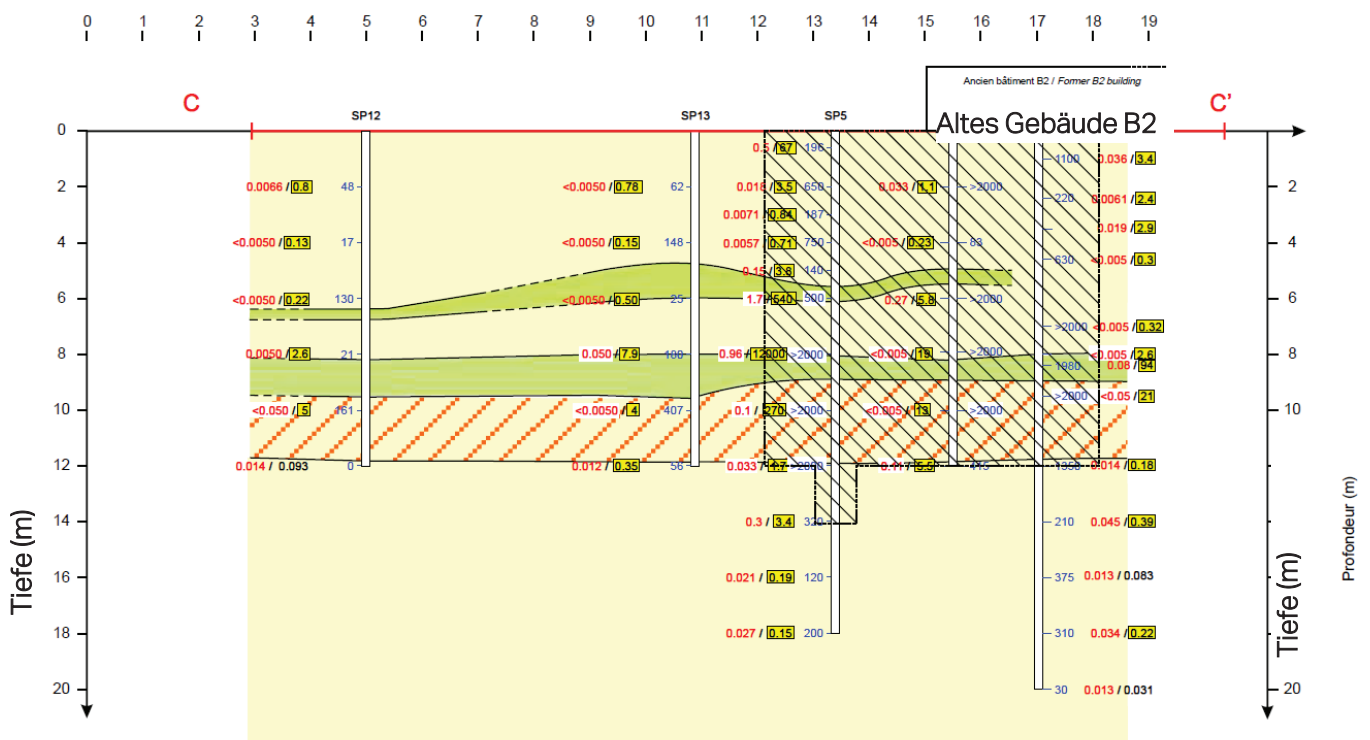 0 1 2 3 4 5 6 7 8 9 10 11 12 13 14 15 16 17 18 19
Ancien bâtiment B2 / Former B2 building
C C'
SP12 SP13 SP5
Altes Gebäude B2
0
0.5 / 67 196
1100 0.036 / 3.4
2 0.0066 / 0.8 48 <0.0050 / 0.78 62 0.018 / 3.5 650 0.033 / 1.1 >2000 2
220 0.0061 / 2.4
0.0071 / 0.84 187
0.019 / 2.9
4 <0.0050 / 0.13 17 <0.0050 / 0.15 148 0.0057 / 0.71 750 <0.005 / 0.23 83 4
630 <0.005 / 0.3
0.15 / 3.8 140
6 <0.0050 / 0.22 130 <0.0050 / 0.50 25 1.7 / 540 500 0.27 / 5.8 >2000 6
>2000 <0.005 / 0.32
8 0.0050 / 2.6 21 0.050 / 7.9 108 0.96 / 12000 >2000 <0.005 / 19 >2000 <0.005 / 2.6 8
1980 0.08 / 94
>2000 <0.05 / 21
10 <0.050 / 5 161 <0.0050 / 4 407 0.1 / 270 >2000 <0.005 / 13 >2000 10
12 0.014 / 0.093 0 0.012 / 0.35 56 0.033 / 1.7 >2000 0.11 / 5.5 1350 0.014 / 0.18
14 0.3 / 3.4 320 210 0.045 / 0.39
16 0.021 / 0.19 120 375 0.013 / 0.083
18 0.027 / 0.15 200 310 0.034 / 0.22
20 30 0.013 / 0.031 20
Tiefe (m)
Tiefe (m)
Profondeur (m)